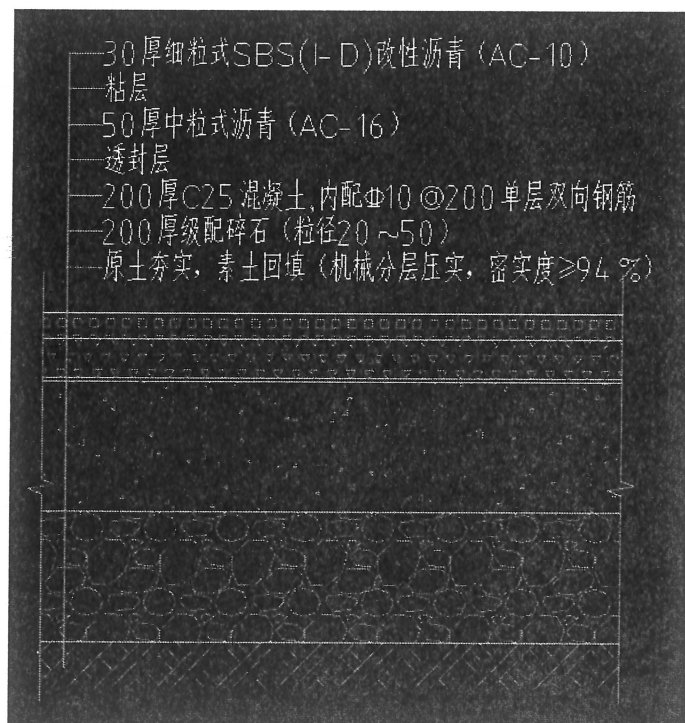 30厚细粒式SBS(I-D)改性沥青(AC-10)
粘层
50厚中粒式沥青(AC-16)
透封层
200厚C25混凝土,内配Φ10@200单层双向钢筋
200厚级配碎石(粒径20~50)
原土夯实,素土回填(机械分层压实,密实度≥94%)